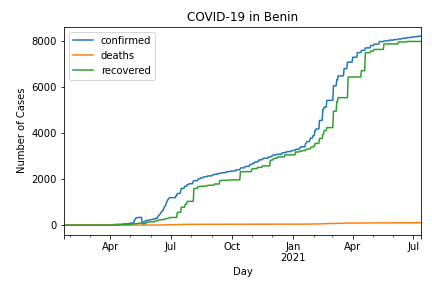 COVID-19 in Benin
confirmed
deaths
recovered
Number of Cases
8000
6000
4000
2000
0
Apr
Jul
Oct
Jan
2021
Apr
Jul
Day